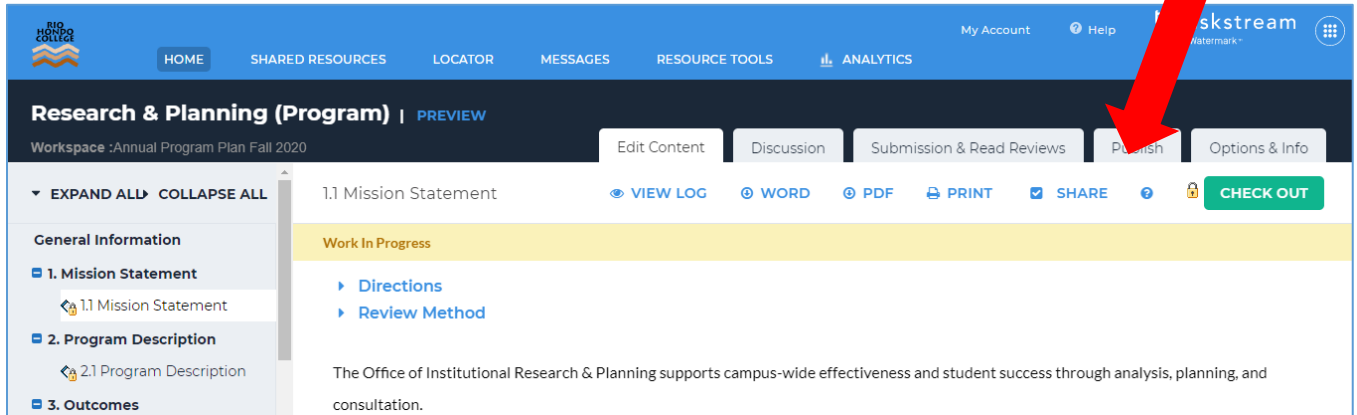 RIO
HONDO
COLLEGE
My Account Help skstream
Watermark
HOME SHARED RESOURCES LOCATOR MESSAGES RESOURCE TOOLS ANALYTICS
Research & Planning (Program) | PREVIEW
Workspace :Annual Program Plan Fall 2020
Edit Content Discussion Submission & Read Reviews Publish Options & Info
EXPAND ALL COLLAPSE ALL
1.1 Mission Statement VIEW LOG WORD PDF PRINT SHARE CHECK OUT
General Information
Work In Progress
1. Mission Statement
1.1 Mission Statement
2. Program Description
2.1 Program Description
3. Outcomes
Directions
Review Method
The Office of Institutional Research & Planning supports campus-wide effectiveness and student success through analysis, planning, and
consultation.